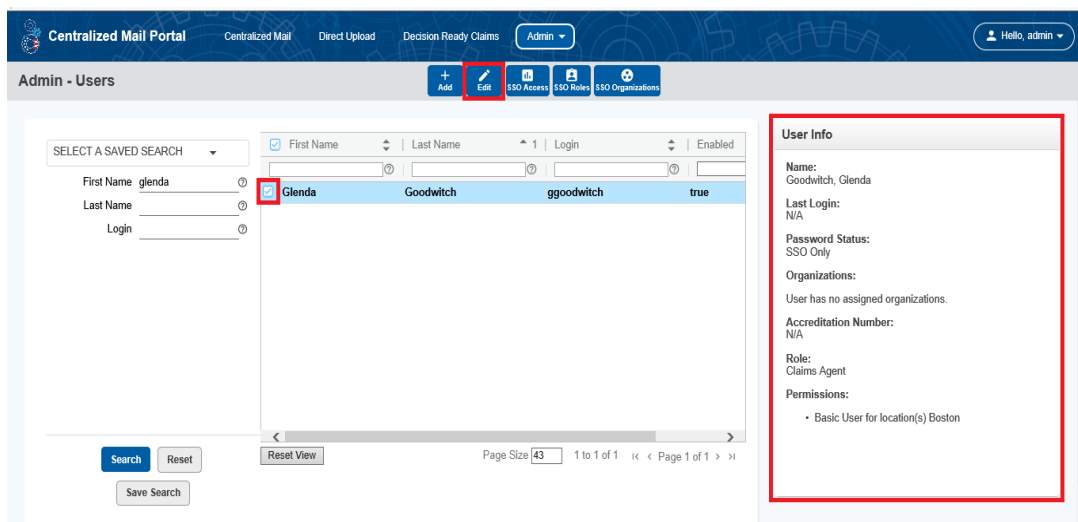 Centralized Mail Portal
Centralized Mail Direct Upload Decision Ready Claims Admin
Hello, admin
Admin - Users
Add Edit SSO Access SSO Roles SSO Organizations
SELECT A SAVED SEARCH
First Name glenda
Last Name
Login
Search Reset
Save Search
First Name Last Name 1 Login Enabled
Glenda Goodwitch ggoodwitch true
Reset View Page Size 43 1 to 1 of 1 Page 1 of 1
User Info
Name:
Goodwitch, Glenda
Last Login:
N/A
Password Status:
SSO Only
Organizations:
User has no assigned organizations.
Accreditation Number:
N/A
Role:
Claims Agent
Permissions:
• Basic User for location(s) Boston